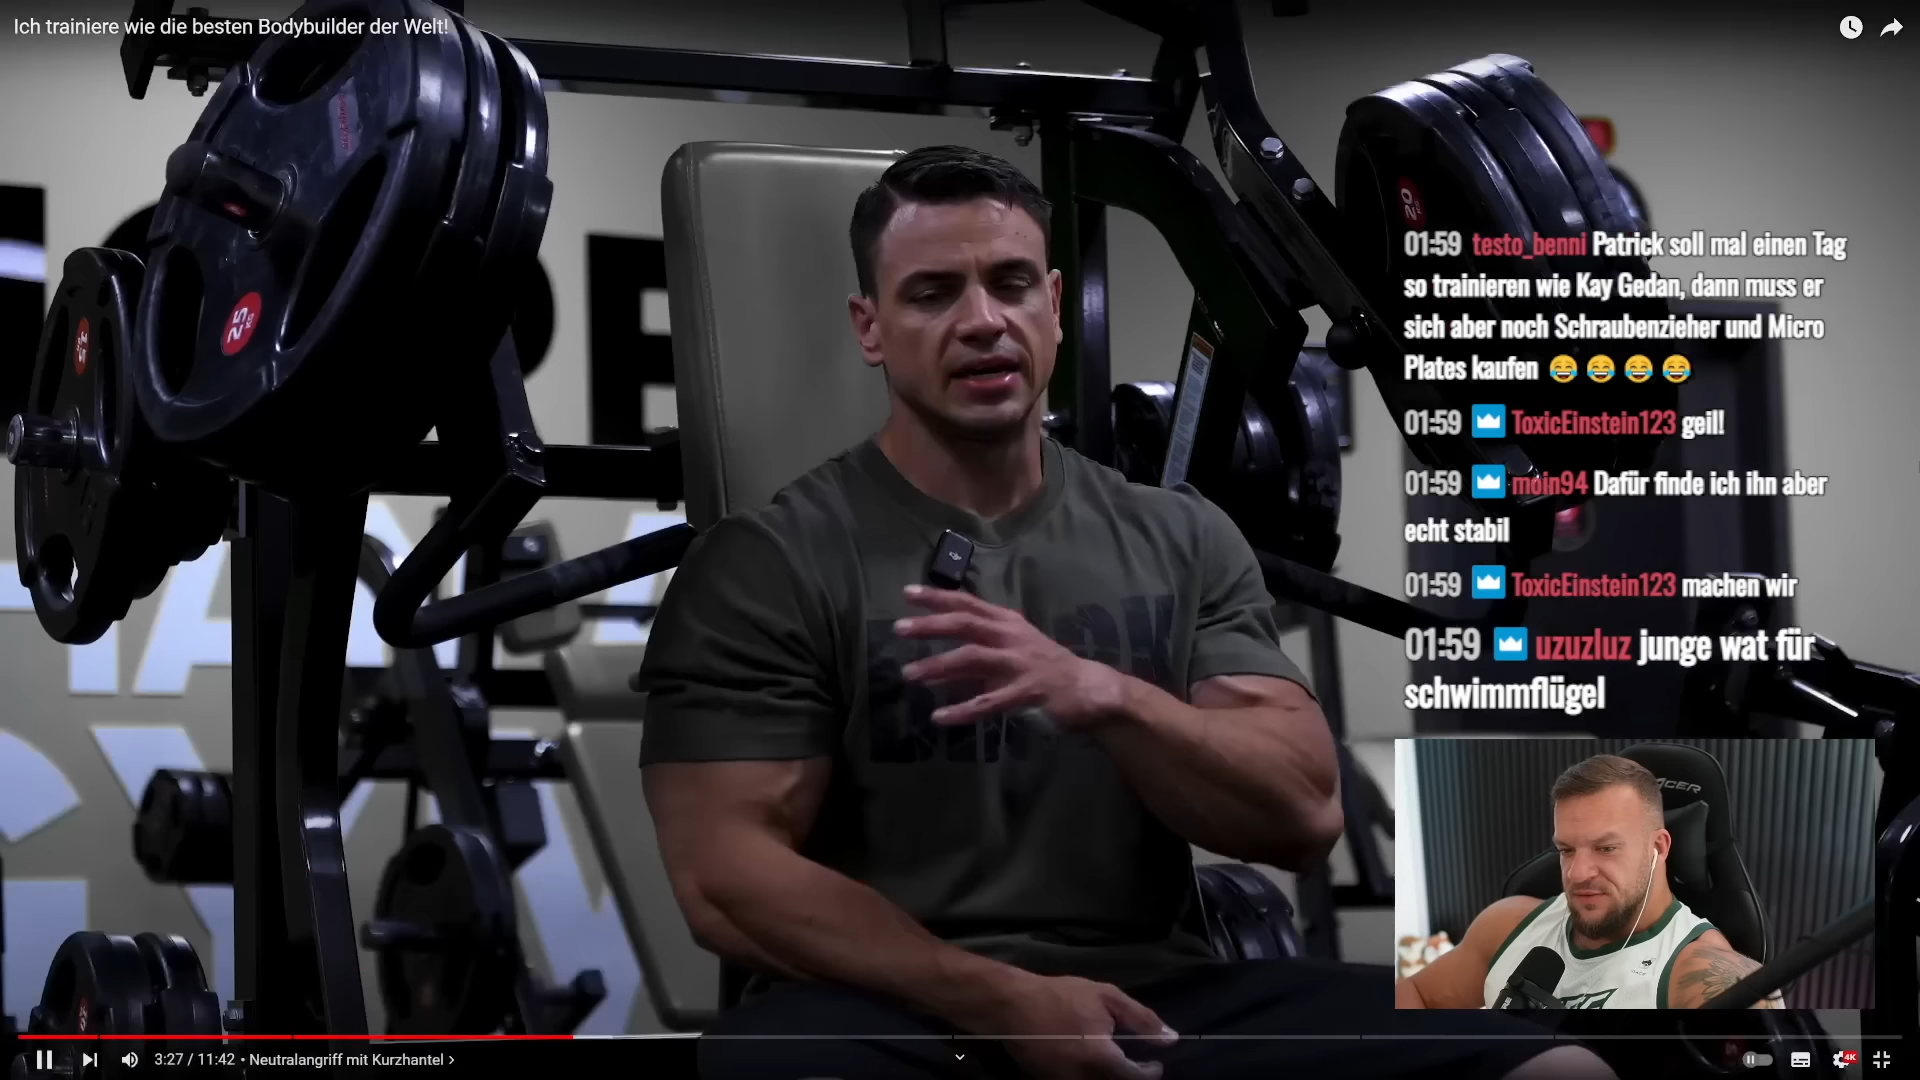 Ich trainiere wie die besten Bodybuilder der Welt!
25
KG
20
01:59 testo_benni Patrick soll mal einen Tag
so trainieren wie Kay Gedan, dann muss er
sich aber noch Schraubenzieher und Micro
Plates kaufen 😂 😂 😂 😂
01:59 ToxicEinstein123 geil!
01:59 moin94 Dafür finde ich ihn aber
echt stabil
01:59 ToxicEinstein123 machen wir
01:59 uzuzluz junge wat für
schwimmflügel
3:27 / 11:42 • Neutralangriff mit Kurzhantel ›
4K